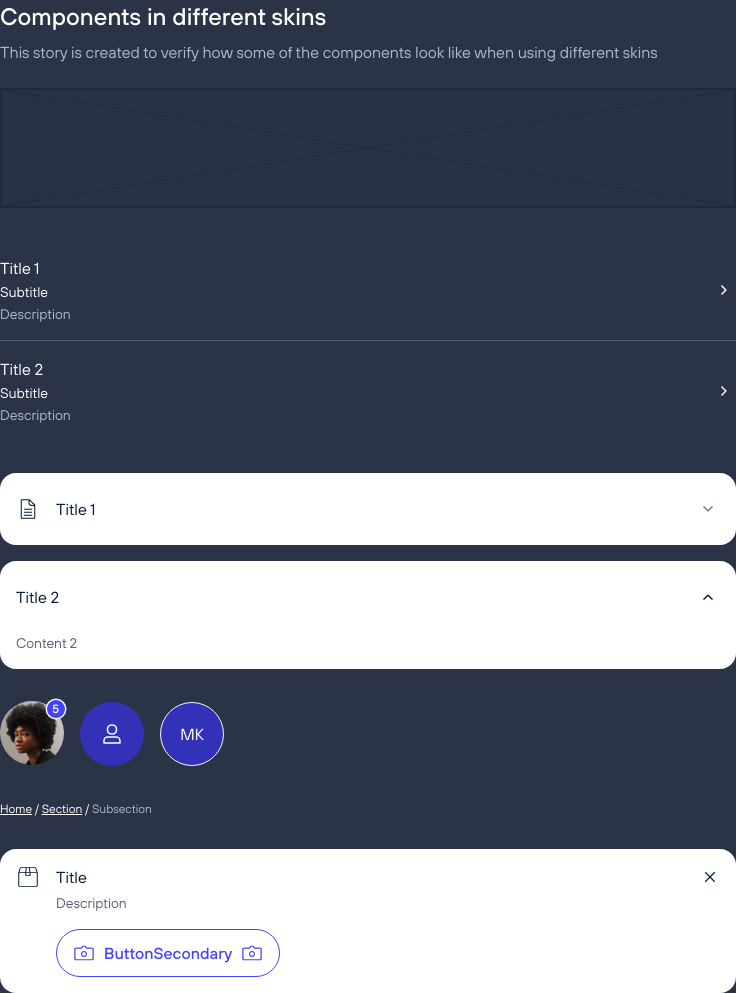 Components in different skins
This story is created to verify how some of the components look like when using different skins
Title 1
Subtitle
Description
Title 2
Subtitle
Description
Title 1
Title 2
Content 2
5
MK
Home / Section / Subsection
Title
Description
ButtonSecondary